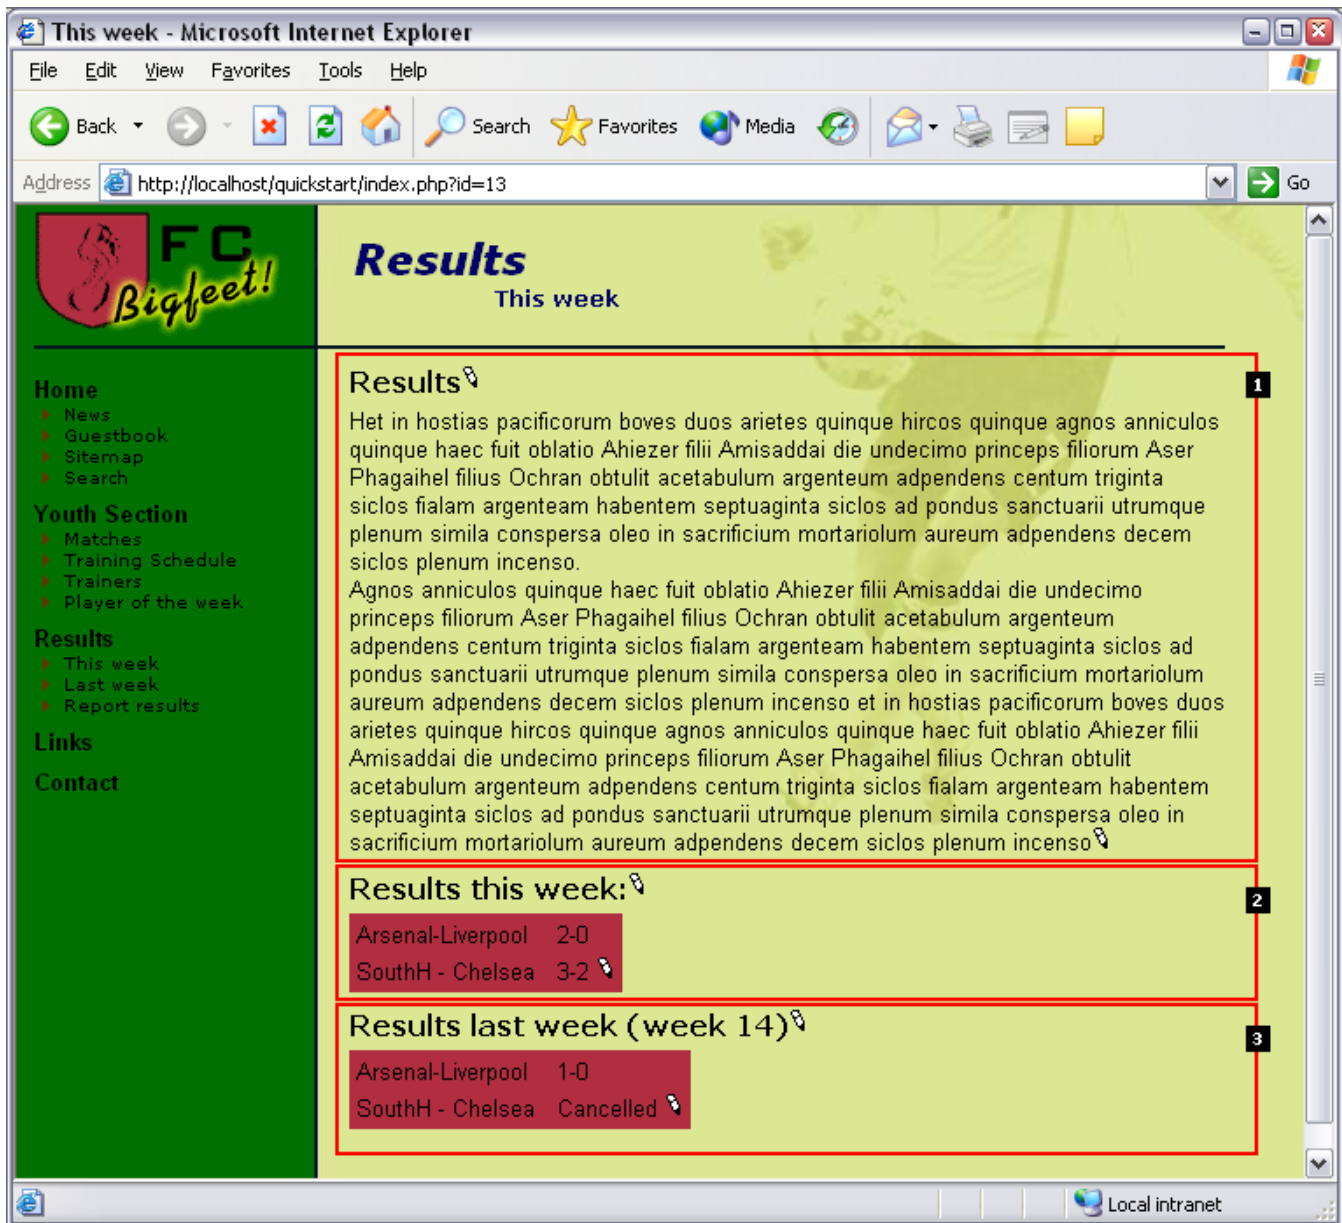 This week - Microsoft Internet Explorer
File Edit View Favorites Tools Help
Back Search Favorites Media
Address http://localhost/quickstart/index.php?id=13 Go
FC
Bigfeet!
Results
This week
Home
News
Guestbook
Sitemap
Search
Youth Section
Matches
Training Schedule
Trainers
Player of the week
Results
This week
Last week
Report results
Links
Contact
Results
1
Het in hostias pacificorum boves duos arietes quinque hircos quinque agnos anniculos
quinque haec fuit oblatio Ahiezer filii Amisaddai die undecimo princeps filiorum Aser
Phagaihel filius Ochran obtulit acetabulum argenteum adpendens centum triginta
siclos fialam argenteam habentem septuaginta siclos ad pondus sanctuarii utrumque
plenum simila conspersa oleo in sacrificium mortariolum aureum adpendens decem
siclos plenum incenso.
Agnos anniculos quinque haec fuit oblatio Ahiezer filii Amisaddai die undecimo
princeps filiorum Aser Phagaihel filius Ochran obtulit acetabulum argenteum
adpendens centum triginta siclos fialam argenteam habentem septuaginta siclos ad
pondus sanctuarii utrumque plenum simila conspersa oleo in sacrificium mortariolum
aureum adpendens decem siclos plenum incenso et in hostias pacificorum boves duos
arietes quinque hircos quinque agnos anniculos quinque haec fuit oblatio Ahiezer filii
Amisaddai die undecimo princeps filiorum Aser Phagaihel filius Ochran obtulit
acetabulum argenteum adpendens centum triginta siclos fialam argenteam habentem
septuaginta siclos ad pondus sanctuarii utrumque plenum simila conspersa oleo in
sacrificium mortariolum aureum adpendens decem siclos plenum incenso
Results this week:
2
Arsenal-Liverpool 2-0
SouthH - Chelsea 3-2
Results last week (week 14)
3
Arsenal-Liverpool 1-0
SouthH - Chelsea Cancelled
Local intranet